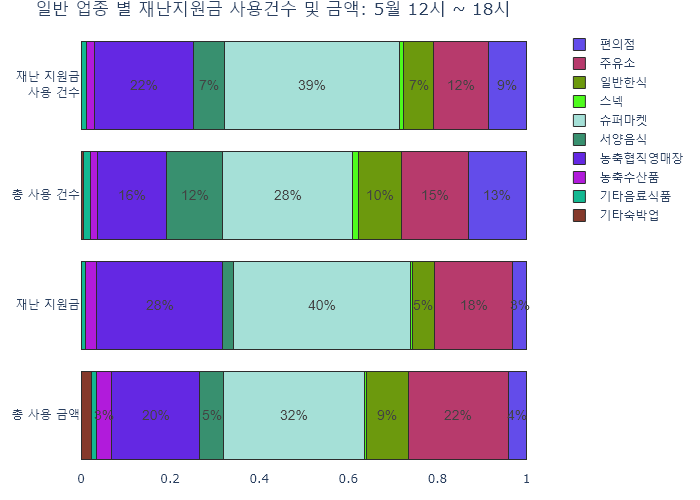 일반 업종 별 재난지원금 사용건수 및 금액: 5월 12시 ~ 18시
재난 지원금
사용 건수
22% 7% 39% 7% 12% 9%
총 사용 건수
16% 12% 28% 10% 15% 13%
재난 지원금
28% 40% 5% 18% 3%
총 사용 금액
3% 20% 5% 32% 9% 22% 4%
0 0.2 0.4 0.6 0.8 1
편의점
주유소
일반한식
스넥
슈퍼마켓
서양음식
농축협직영매장
농축수산품
기타음료식품
기타숙박업